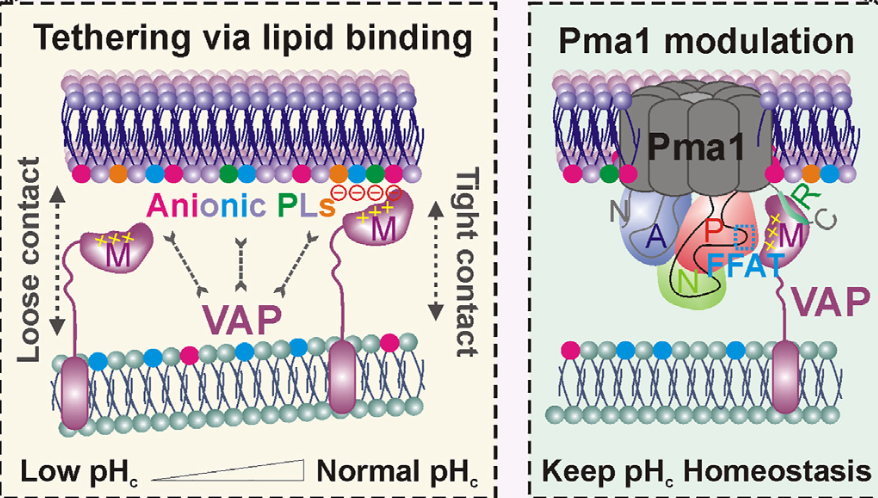 Tethering via lipid binding
Anionic PLs
+++
M
+++
M
Loose contact
Tight contact
VAP
Low pHc
Normal pHc
Pma1 modulation
Pma1
N
A
P
N
FFAT
R
C
+++
M
VAP
Keep pHc Homeostasis